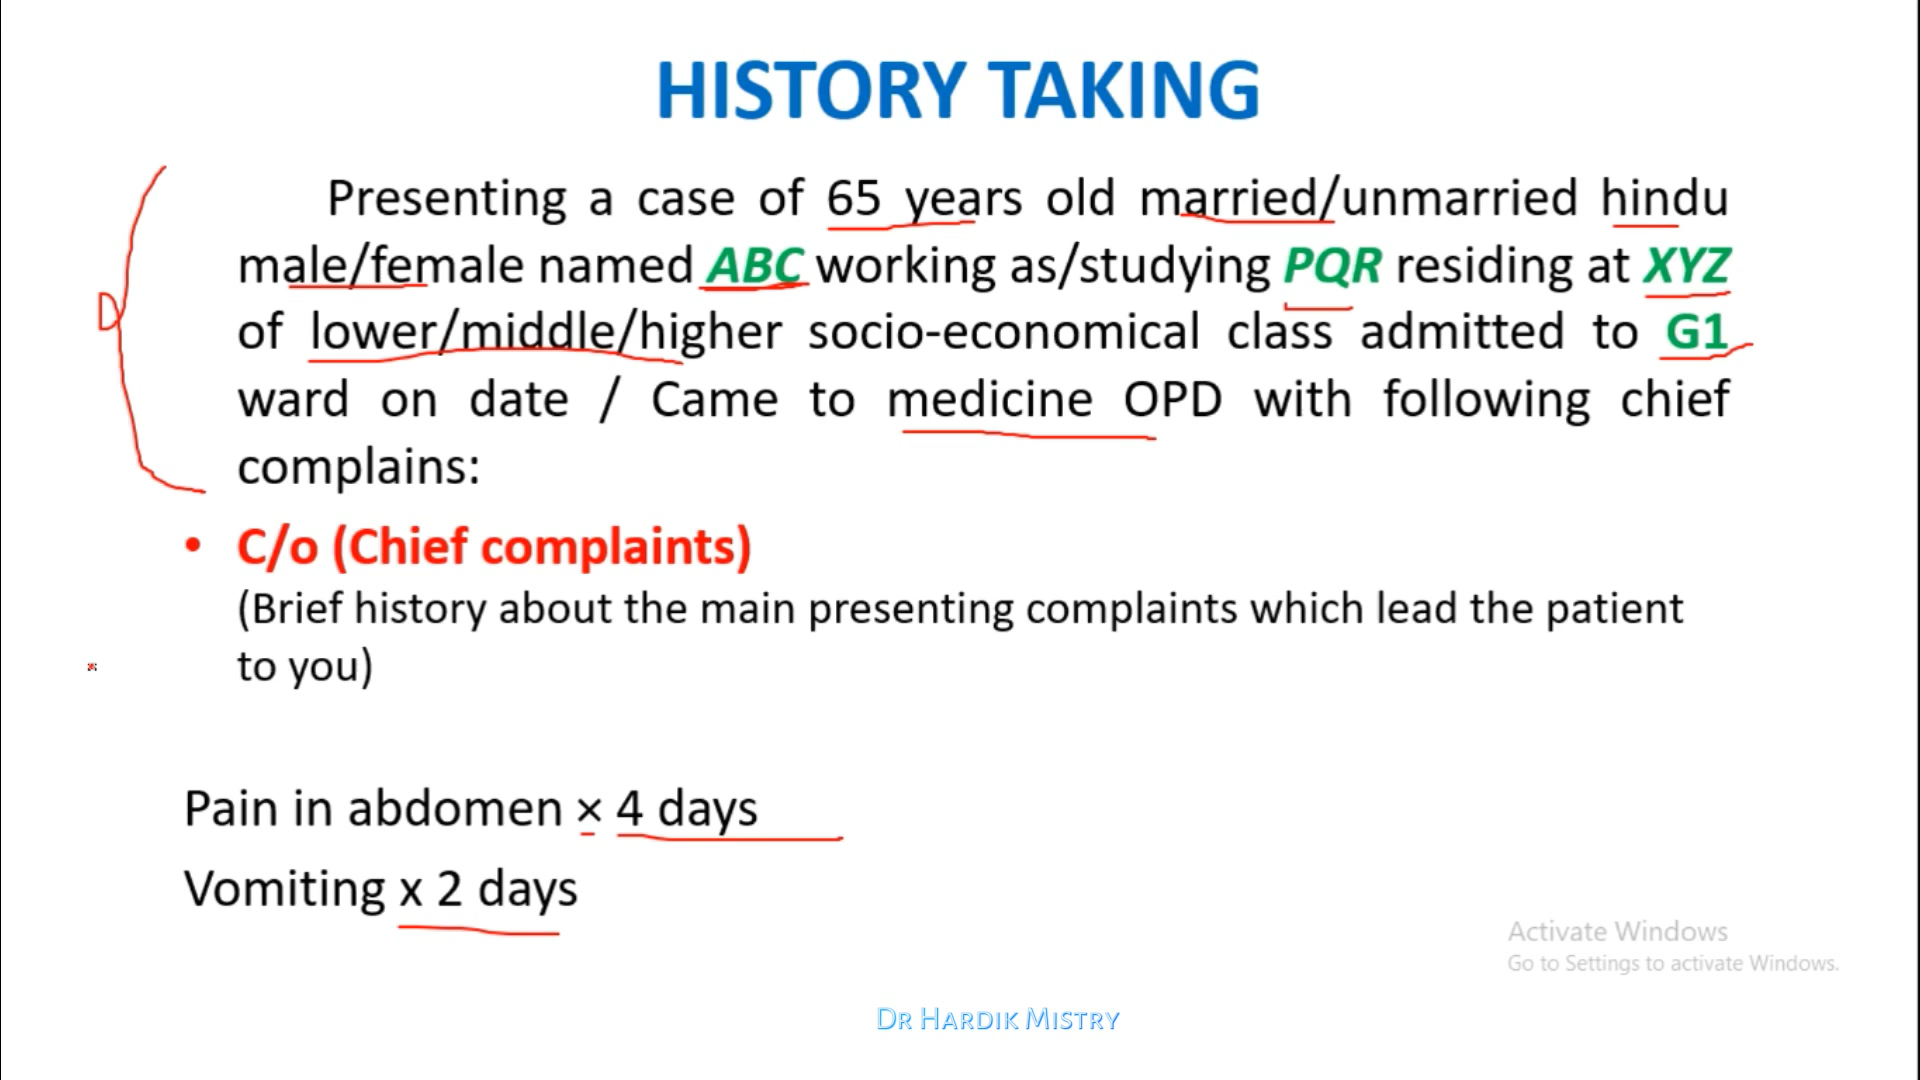 HISTORY TAKING
Presenting a case of 65 years old married/unmarried hindu
male/female named ABC working as/studying PQR residing at XYZ
of lower/middle/higher socio-economical class admitted to G1
ward on date / Came to medicine OPD with following chief
complains:
D
• C/o (Chief complaints)
(Brief history about the main presenting complaints which lead the patient
to you)
Pain in abdomen × 4 days
Vomiting x 2 days
Activate Windows
Go to Settings to activate Windows.
DR HARDIK MISTRY